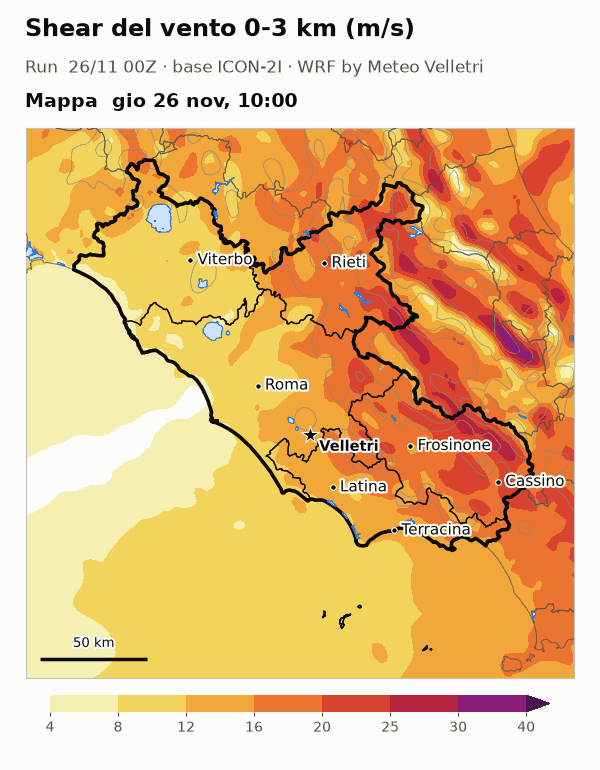 Shear del vento 0-3 km (m/s)
Run  26/11 00Z · base ICON-2I · WRF by Meteo Velletri
Mappa  gio 26 nov, 10:00
Viterbo
Rieti
Roma
Velletri
Frosinone
Cassino
Latina
Terracina
50 km
4 8 12 16 20 25 30 40